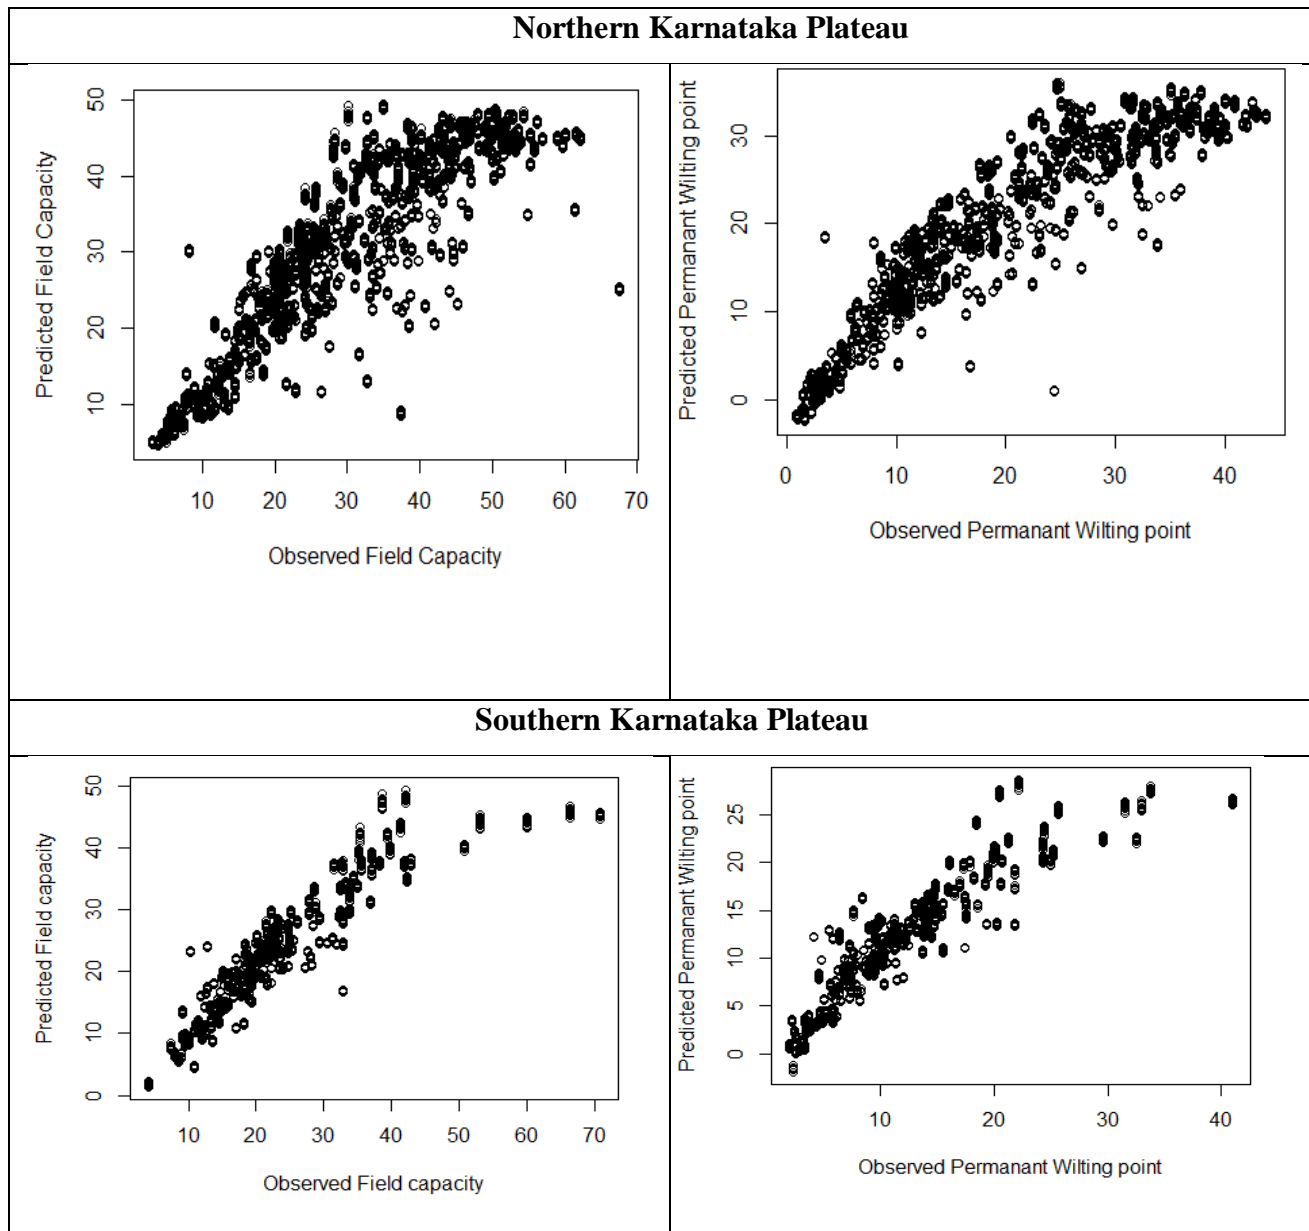 Northern Karnataka Plateau
Predicted Field Capacity
50
40
30
20
10
10 20 30 40 50 60 70
Observed Field Capacity
Predicted Permanant Wilting point
30
20
10
0
0 10 20 30 40
Observed Permanant Wilting point
Southern Karnataka Plateau
Predicted Field capacity
50
40
30
20
10
0
10 20 30 40 50 60 70
Observed Field capacity
Predicted Permanant Wilting point
25
20
15
10
5
0
10 20 30 40
Observed Permanant Wilting point